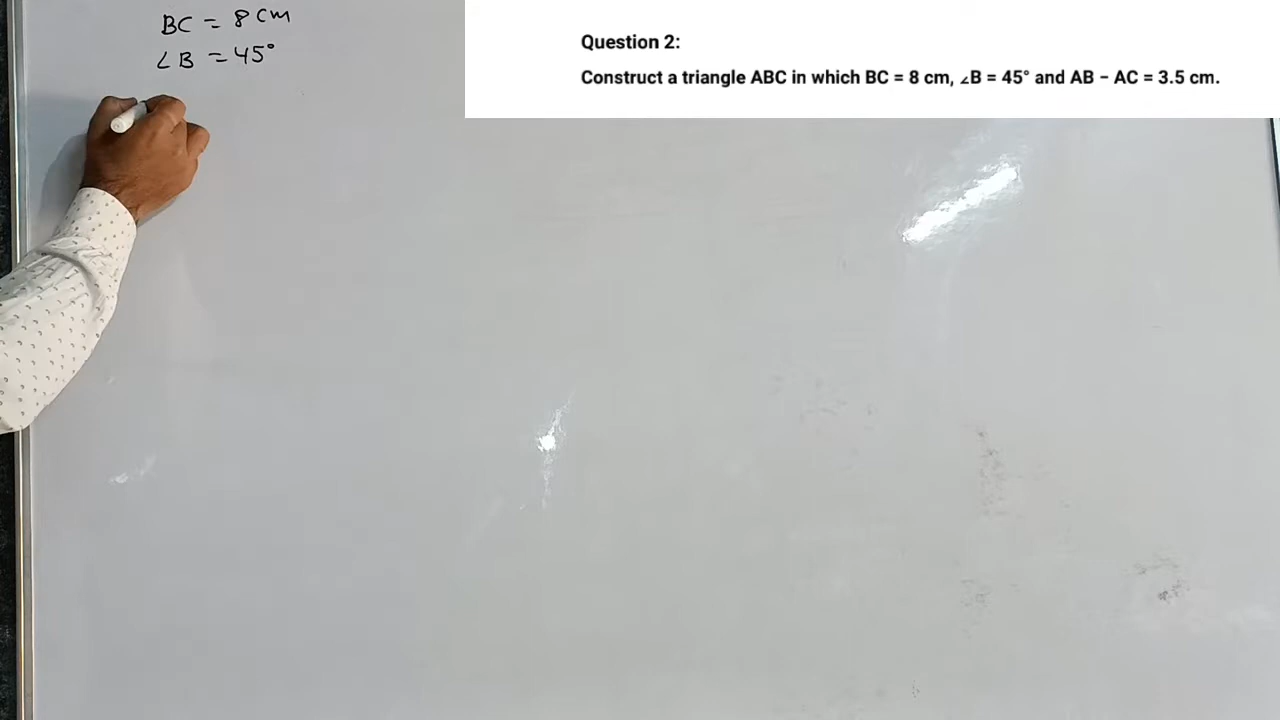 BC = 8 cm
∠B = 45°
Question 2:
Construct a triangle ABC in which BC = 8 cm, ∠B = 45° and AB − AC = 3.5 cm.